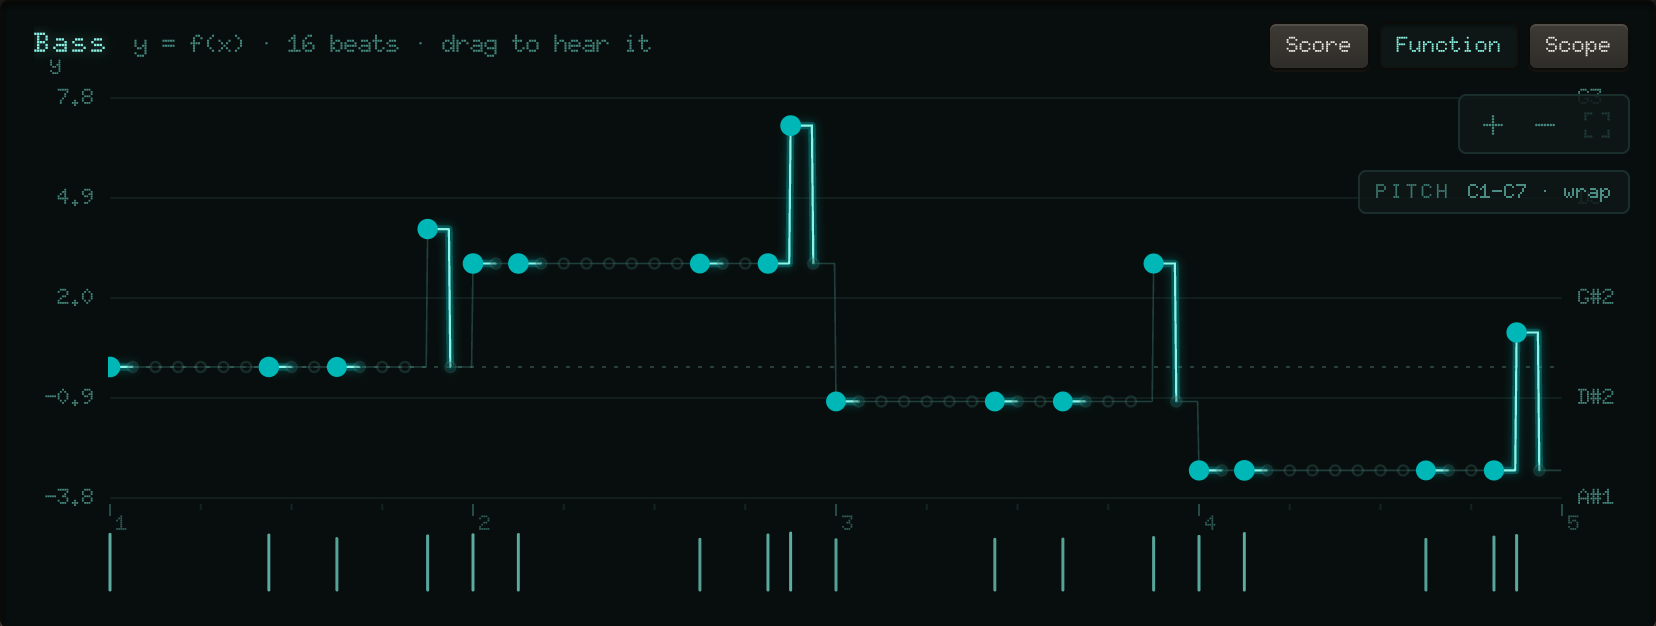 Bass y = f(x) · 16 beats · drag to hear it Score Function Scope
y
7.8 G3
+ −
4.9
PITCH C1–C7 · wrap
2.0 G#2
−0.9 D#2
−3.8 A#1
1 2 3 4 5